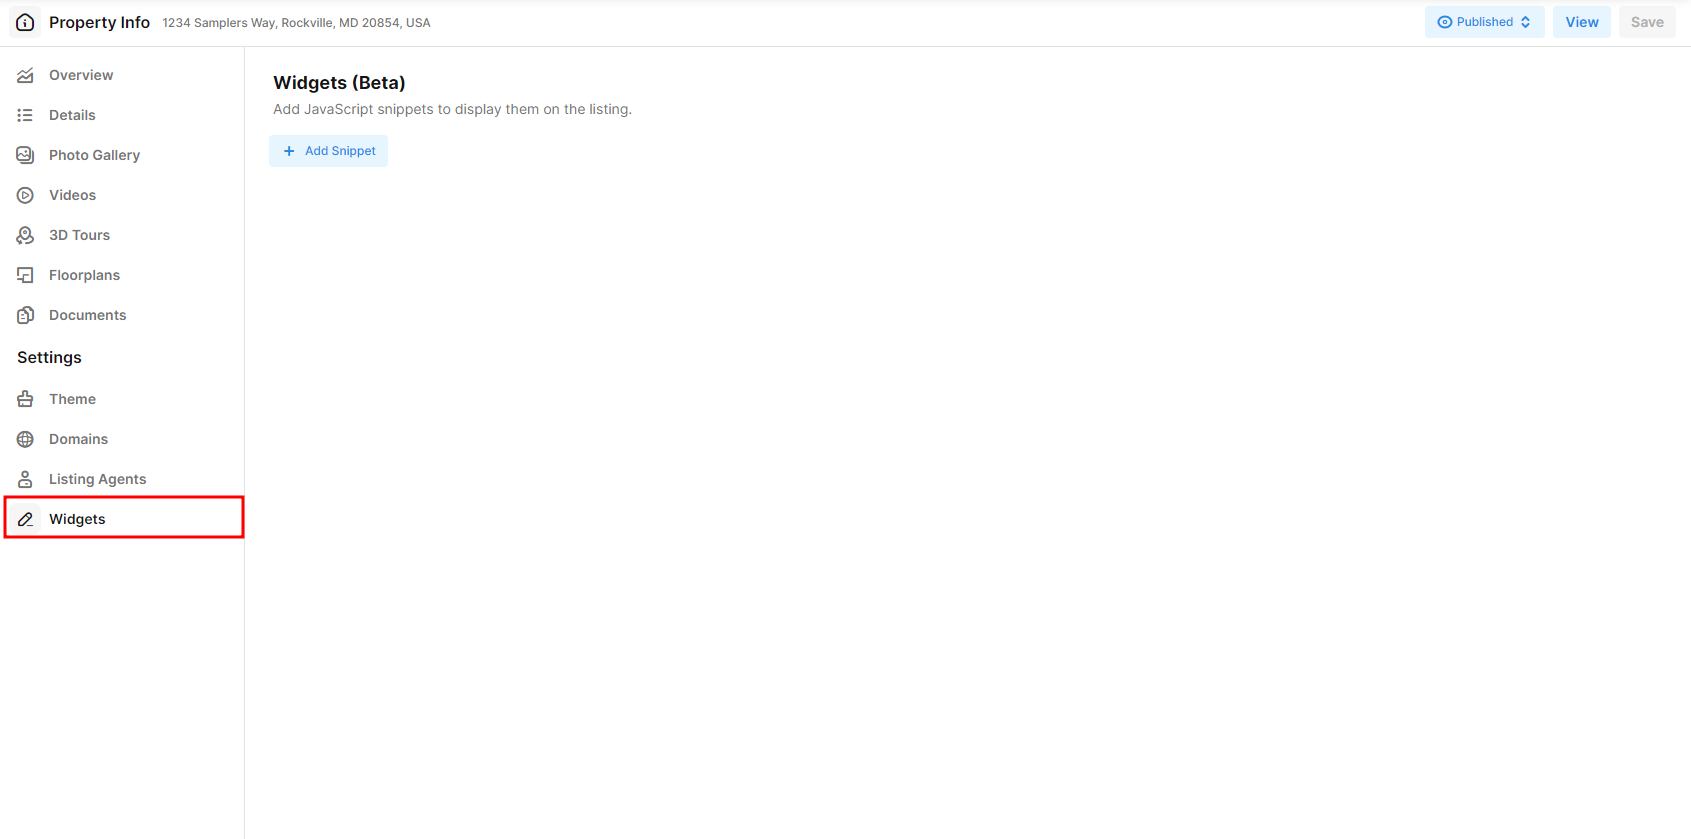 Property Info 1234 Samplers Way, Rockville, MD 20854, USA Published View Save
Overview
Details
Photo Gallery
Videos
3D Tours
Floorplans
Documents
Settings
Theme
Domains
Listing Agents
Widgets
Widgets (Beta)
Add JavaScript snippets to display them on the listing.
+ Add Snippet